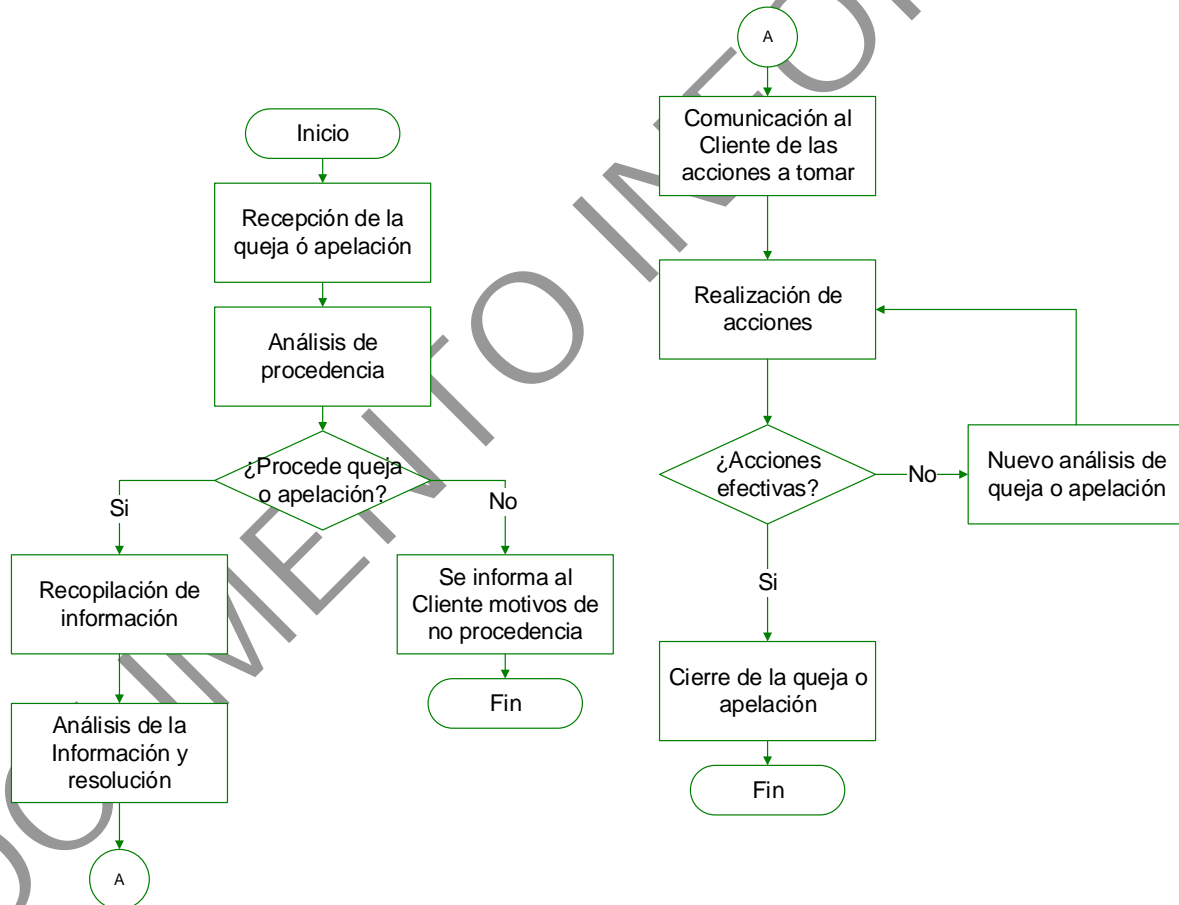 Inicio
Recepción de la
queja ó apelación
Análisis de
procedencia
¿Procede queja
o apelación?
Si
No
Recopilación de
información
Se informa al
Cliente motivos de
no procedencia
Análisis de la
Información y
resolución
Fin
A
A
Comunicación al
Cliente de las
acciones a tomar
Realización de
acciones
¿Acciones
efectivas?
No
Nuevo análisis de
queja o apelación
Si
Cierre de la queja o
apelación
Fin